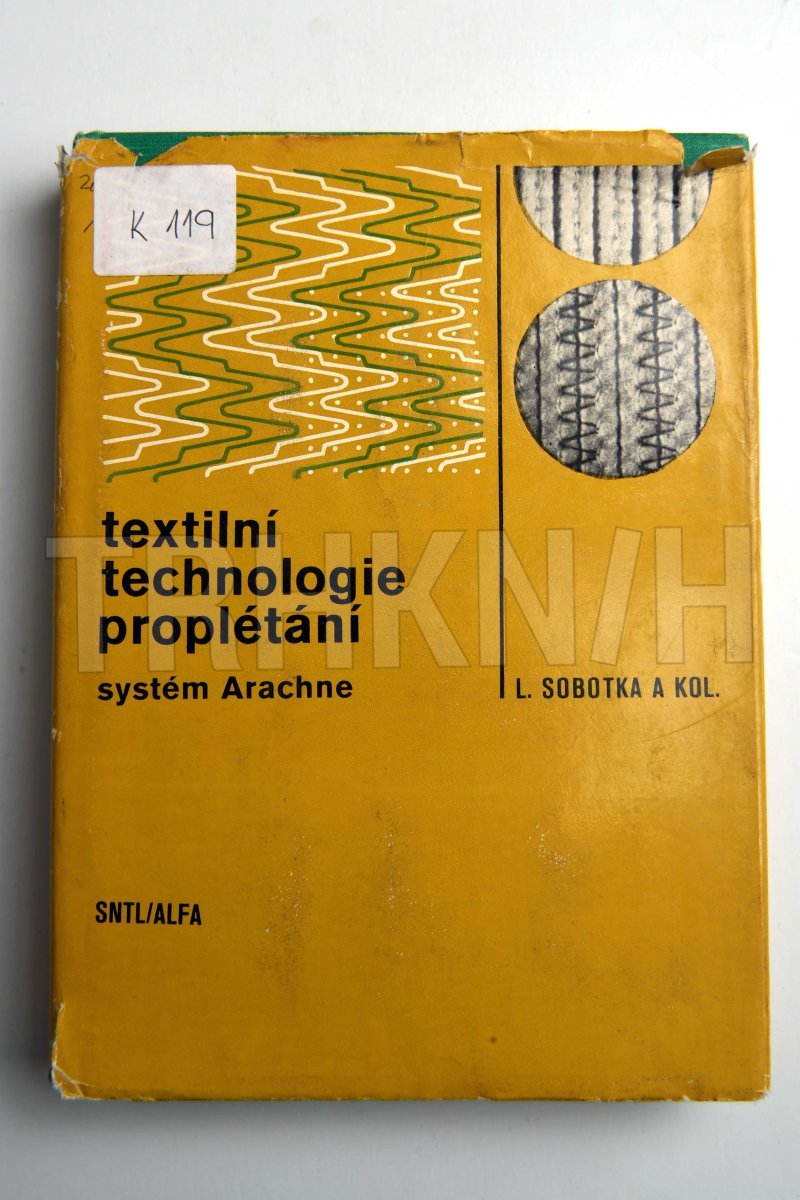 K 119
textilní
technologie
proplétání
systém Arachne
L. SOBOTKA A KOL.
SNTL/ALFA
TRHKNIH